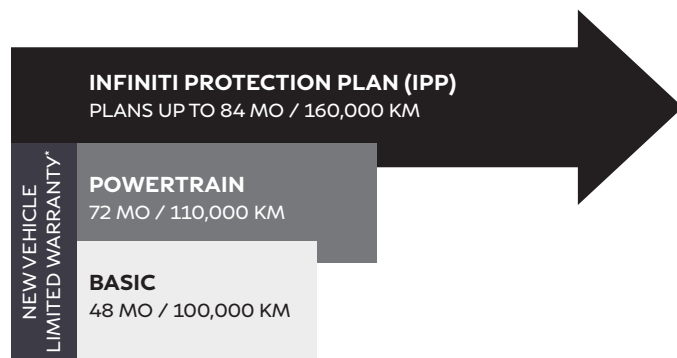 INFINITI PROTECTION PLAN (IPP)
PLANS UP TO 84 MO / 160,000 KM
NEW VEHICLE
LIMITED WARRANTY*
POWERTRAIN
72 MO / 110,000 KM
BASIC
48 MO / 100,000 KM